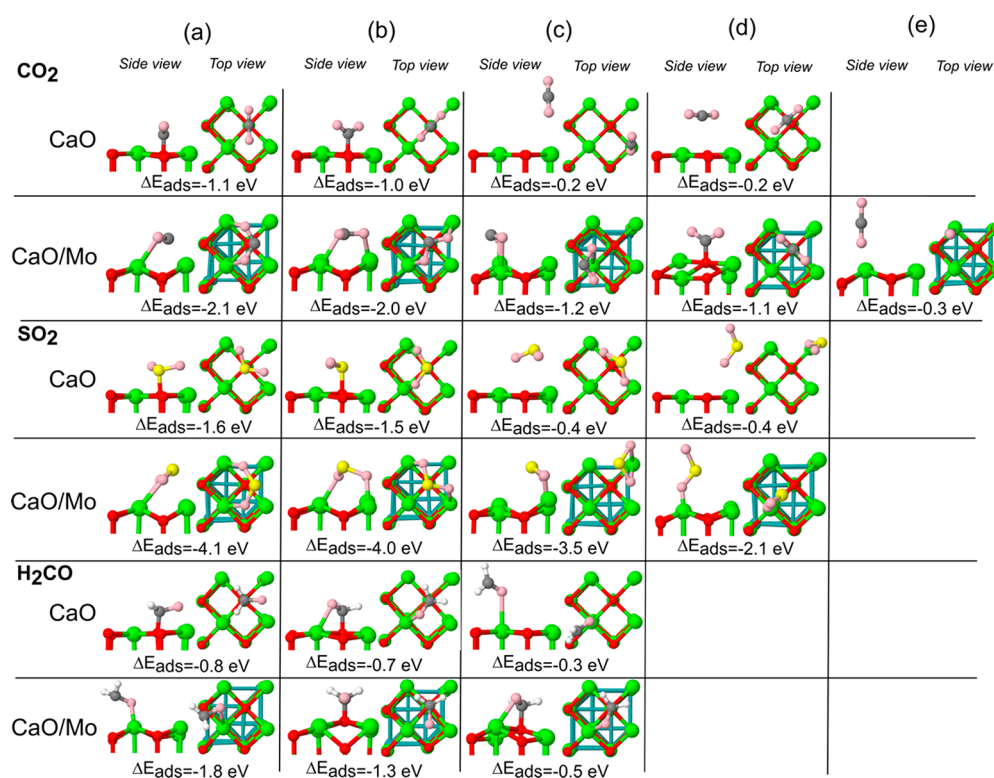 (a) (b) (c) (d) (e)
Side view Top view Side view Top view Side view Top view Side view Top view Side view Top view
CO2
CaO
ΔEads=-1.1 eV ΔEads=-1.0 eV ΔEads=-0.2 eV ΔEads=-0.2 eV
CaO/Mo
ΔEads=-2.1 eV ΔEads=-2.0 eV ΔEads=-1.2 eV ΔEads=-1.1 eV ΔEads=-0.3 eV
SO2
CaO
ΔEads=-1.6 eV ΔEads=-1.5 eV ΔEads=-0.4 eV ΔEads=-0.4 eV
CaO/Mo
ΔEads=-4.1 eV ΔEads=-4.0 eV ΔEads=-3.5 eV ΔEads=-2.1 eV
H2CO
CaO
ΔEads=-0.8 eV ΔEads=-0.7 eV ΔEads=-0.3 eV
CaO/Mo
ΔEads=-1.8 eV ΔEads=-1.3 eV ΔEads=-0.5 eV